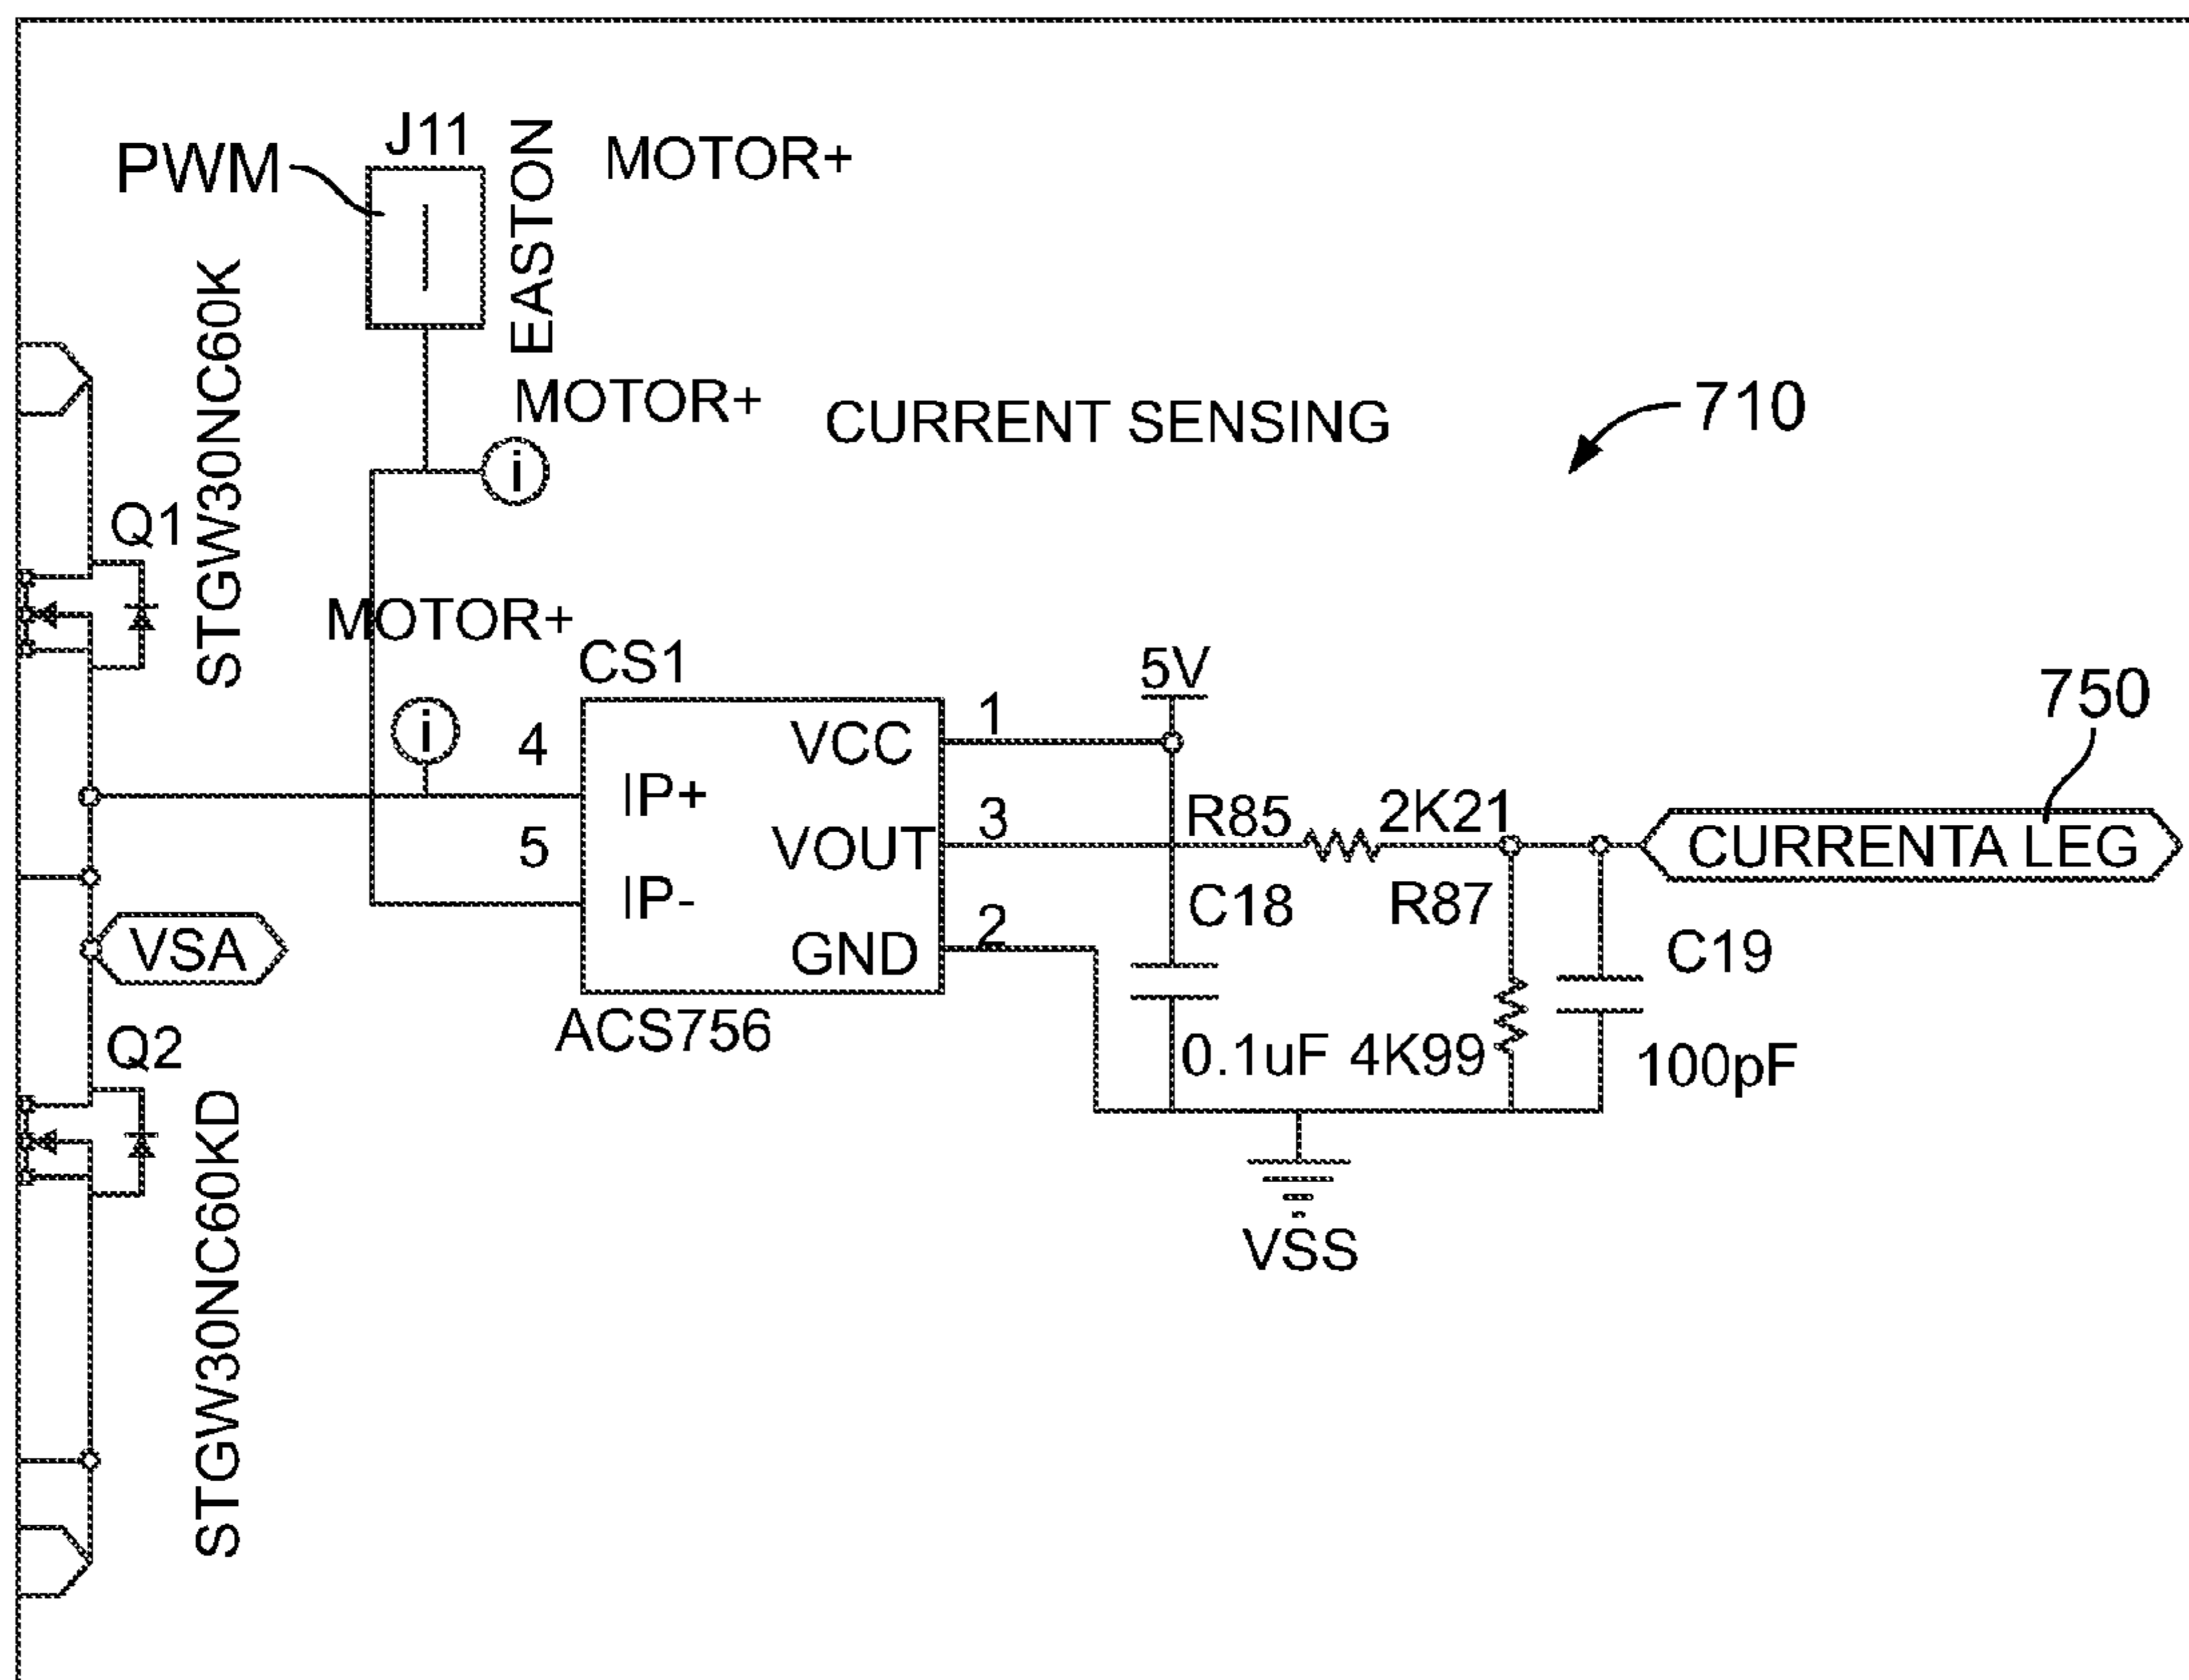 J11
PWM
EASTON
MOTOR+
STGW30NC60K
MOTOR+
CURRENT SENSING
710
i
Q1
MOTOR+
CS1
5V
750
i
4
VCC
1
IP+
R85
2K21
5
VOUT
3
CURRENTA LEG
IP-
C18
R87
VSA
GND
2
C19
Q2
ACS756
0.1uF
4K99
100pF
STGW30NC60KD
VSS